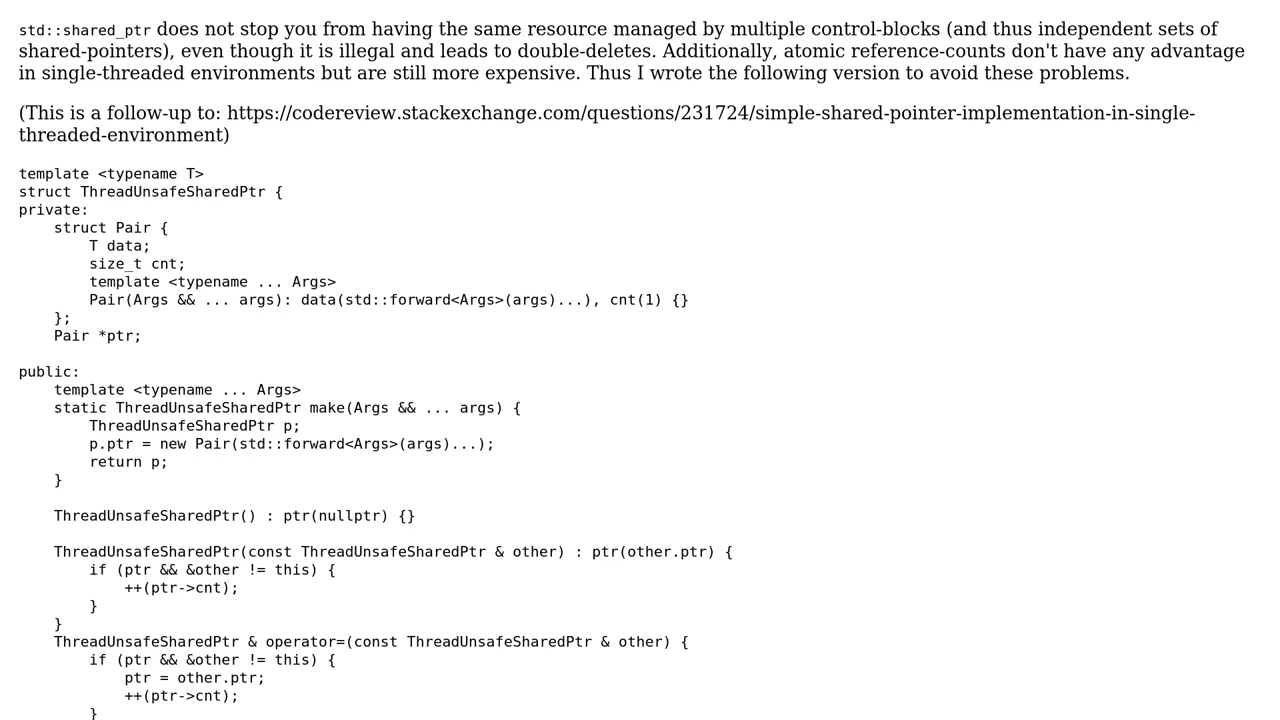 std::shared_ptr does not stop you from having the same resource managed by multiple control-blocks (and thus independent sets of
shared-pointers), even though it is illegal and leads to double-deletes. Additionally, atomic reference-counts don't have any advantage
in single-threaded environments but are still more expensive. Thus I wrote the following version to avoid these problems.
(This is a follow-up to: https://codereview.stackexchange.com/questions/231724/simple-shared-pointer-implementation-in-single-
threaded-environment)
template <typename T>
struct ThreadUnsafeSharedPtr {
private:
    struct Pair {
        T data;
        size_t cnt;
        template <typename ... Args>
        Pair(Args && ... args): data(std::forward<Args>(args)...), cnt(1) {}
    };
    Pair *ptr;
public:
    template <typename ... Args>
    static ThreadUnsafeSharedPtr make(Args && ... args) {
        ThreadUnsafeSharedPtr p;
        p.ptr = new Pair(std::forward<Args>(args)...);
        return p;
    }
    ThreadUnsafeSharedPtr() : ptr(nullptr) {}
    ThreadUnsafeSharedPtr(const ThreadUnsafeSharedPtr & other) : ptr(other.ptr) {
        if (ptr && &other != this) {
            ++(ptr->cnt);
        }
    }
    ThreadUnsafeSharedPtr & operator=(const ThreadUnsafeSharedPtr & other) {
        if (ptr && &other != this) {
            ptr = other.ptr;
            ++(ptr->cnt);
        }